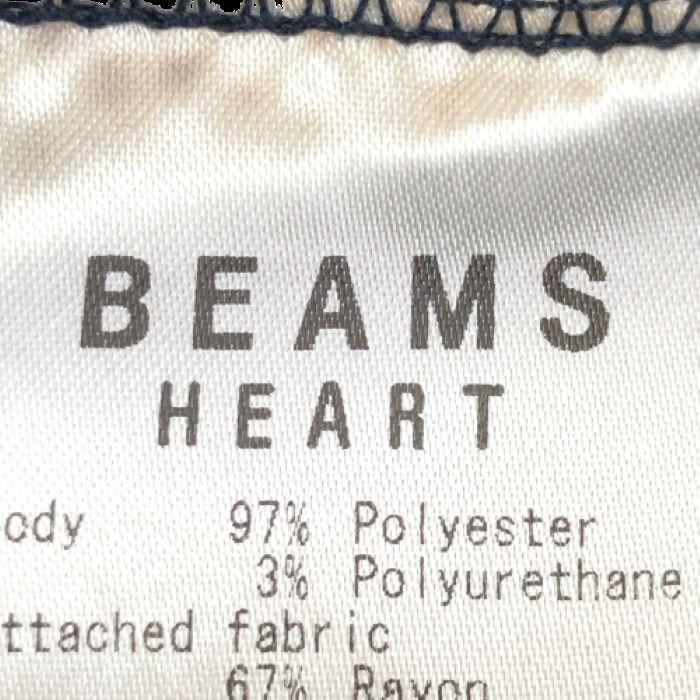 BEAMS
HEART
ody 97% Polyester
3% Polyurethane
ttached fabric
67% Rayon